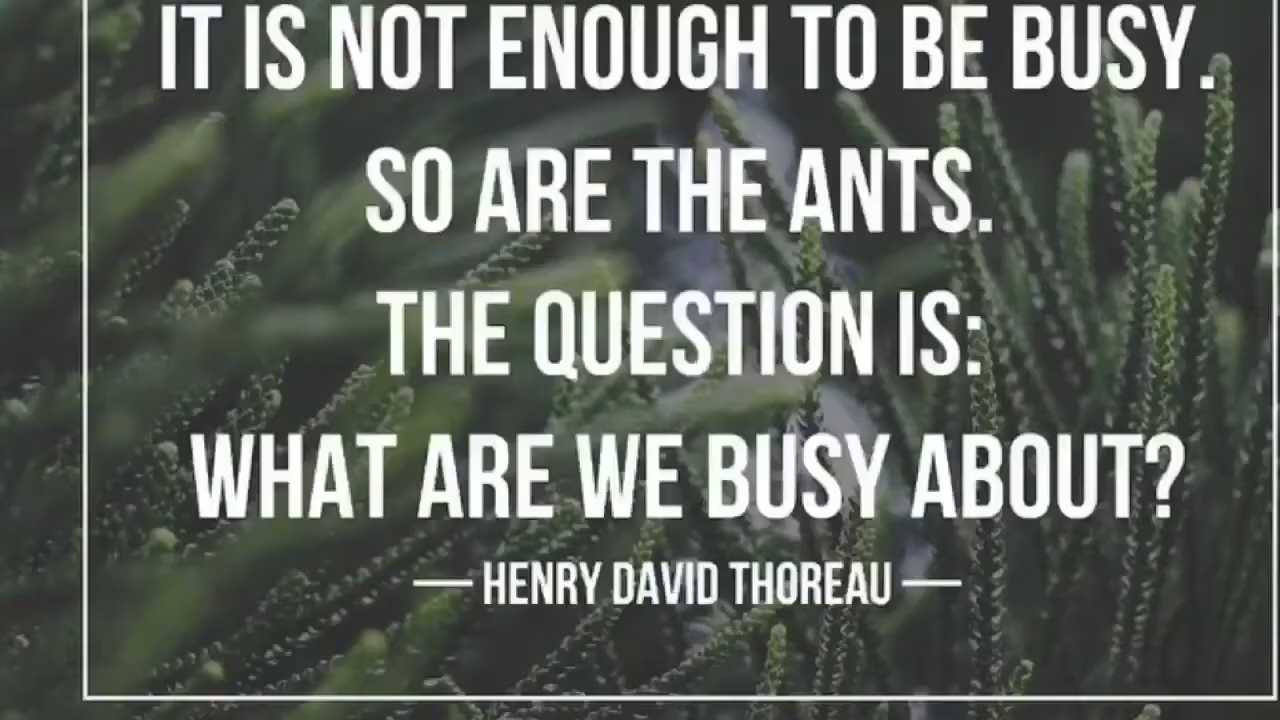 IT IS NOT ENOUGH TO BE BUSY.
SO ARE THE ANTS.
THE QUESTION IS:
WHAT ARE WE BUSY ABOUT?
— HENRY DAVID THOREAU —